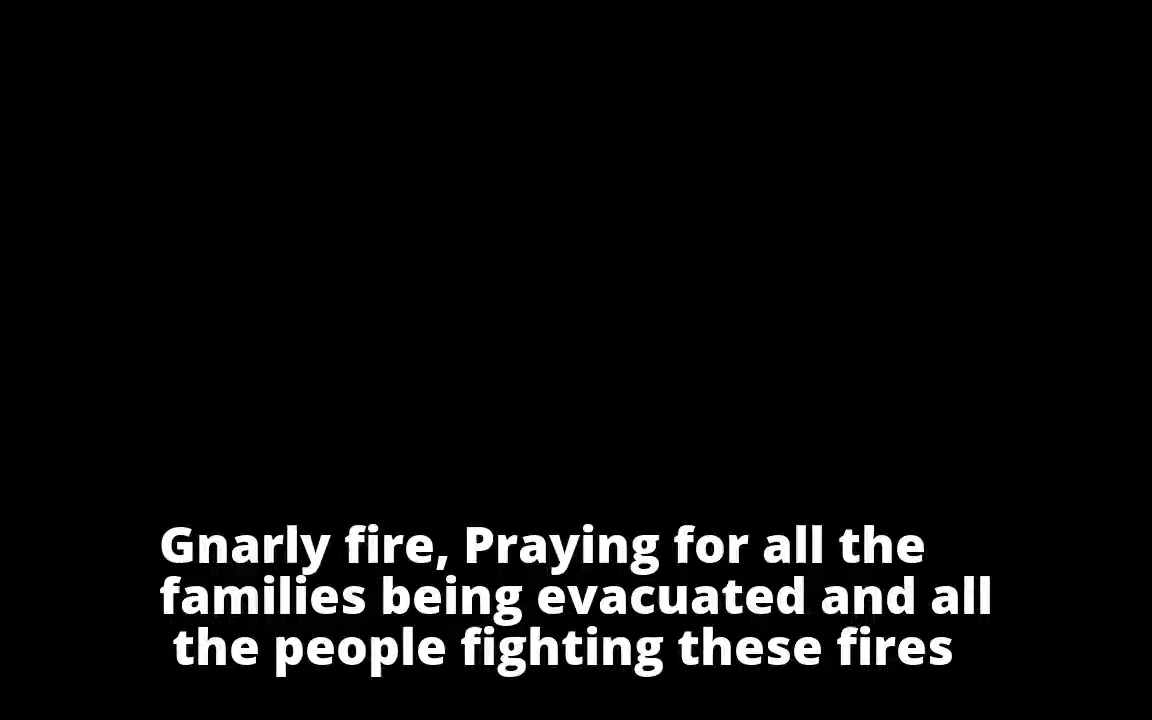 Gnarly fire, Praying for all the
families being evacuated and all
the people fighting these fires